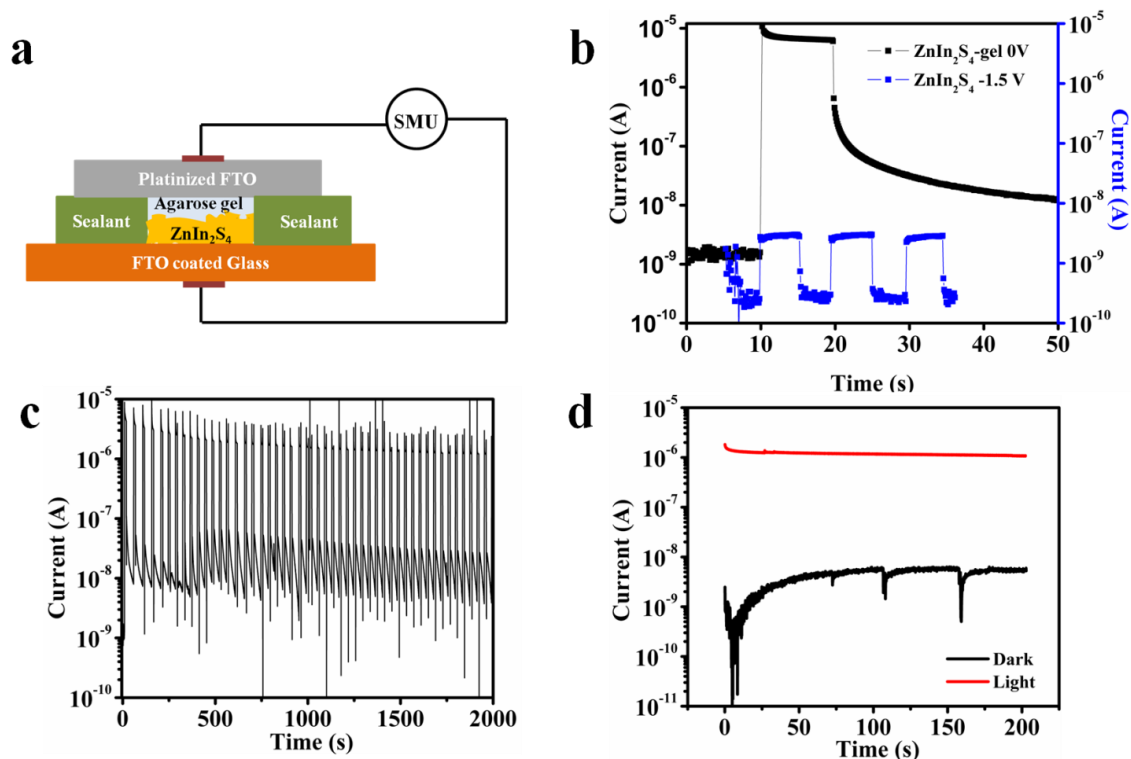 a
SMU
Platinized FTO
Agarose gel
Sealant
ZnIn₂S₄
Sealant
FTO coated Glass
b
10⁻⁵
10⁻⁶
10⁻⁷
10⁻⁸
10⁻⁹
10⁻¹⁰
Current (A)
ZnIn₂S₄-gel 0V
ZnIn₂S₄ -1.5 V
10⁻⁵
10⁻⁶
10⁻⁷
10⁻⁸
10⁻⁹
10⁻¹⁰
Current (A)
0 10 20 30 40 50
Time (s)
c
10⁻⁵
10⁻⁶
10⁻⁷
10⁻⁸
10⁻⁹
10⁻¹⁰
Current (A)
0 500 1000 1500 2000
Time (s)
d
10⁻⁵
10⁻⁶
10⁻⁷
10⁻⁸
10⁻⁹
10⁻¹⁰
10⁻¹¹
Current (A)
Dark
Light
0 50 100 150 200
Time (s)